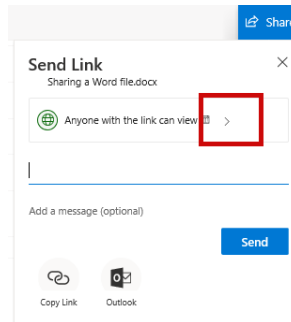 Share
Send Link
Sharing a Word file.docx
Anyone with the link can view
Add a message (optional)
Send
Copy Link
Outlook